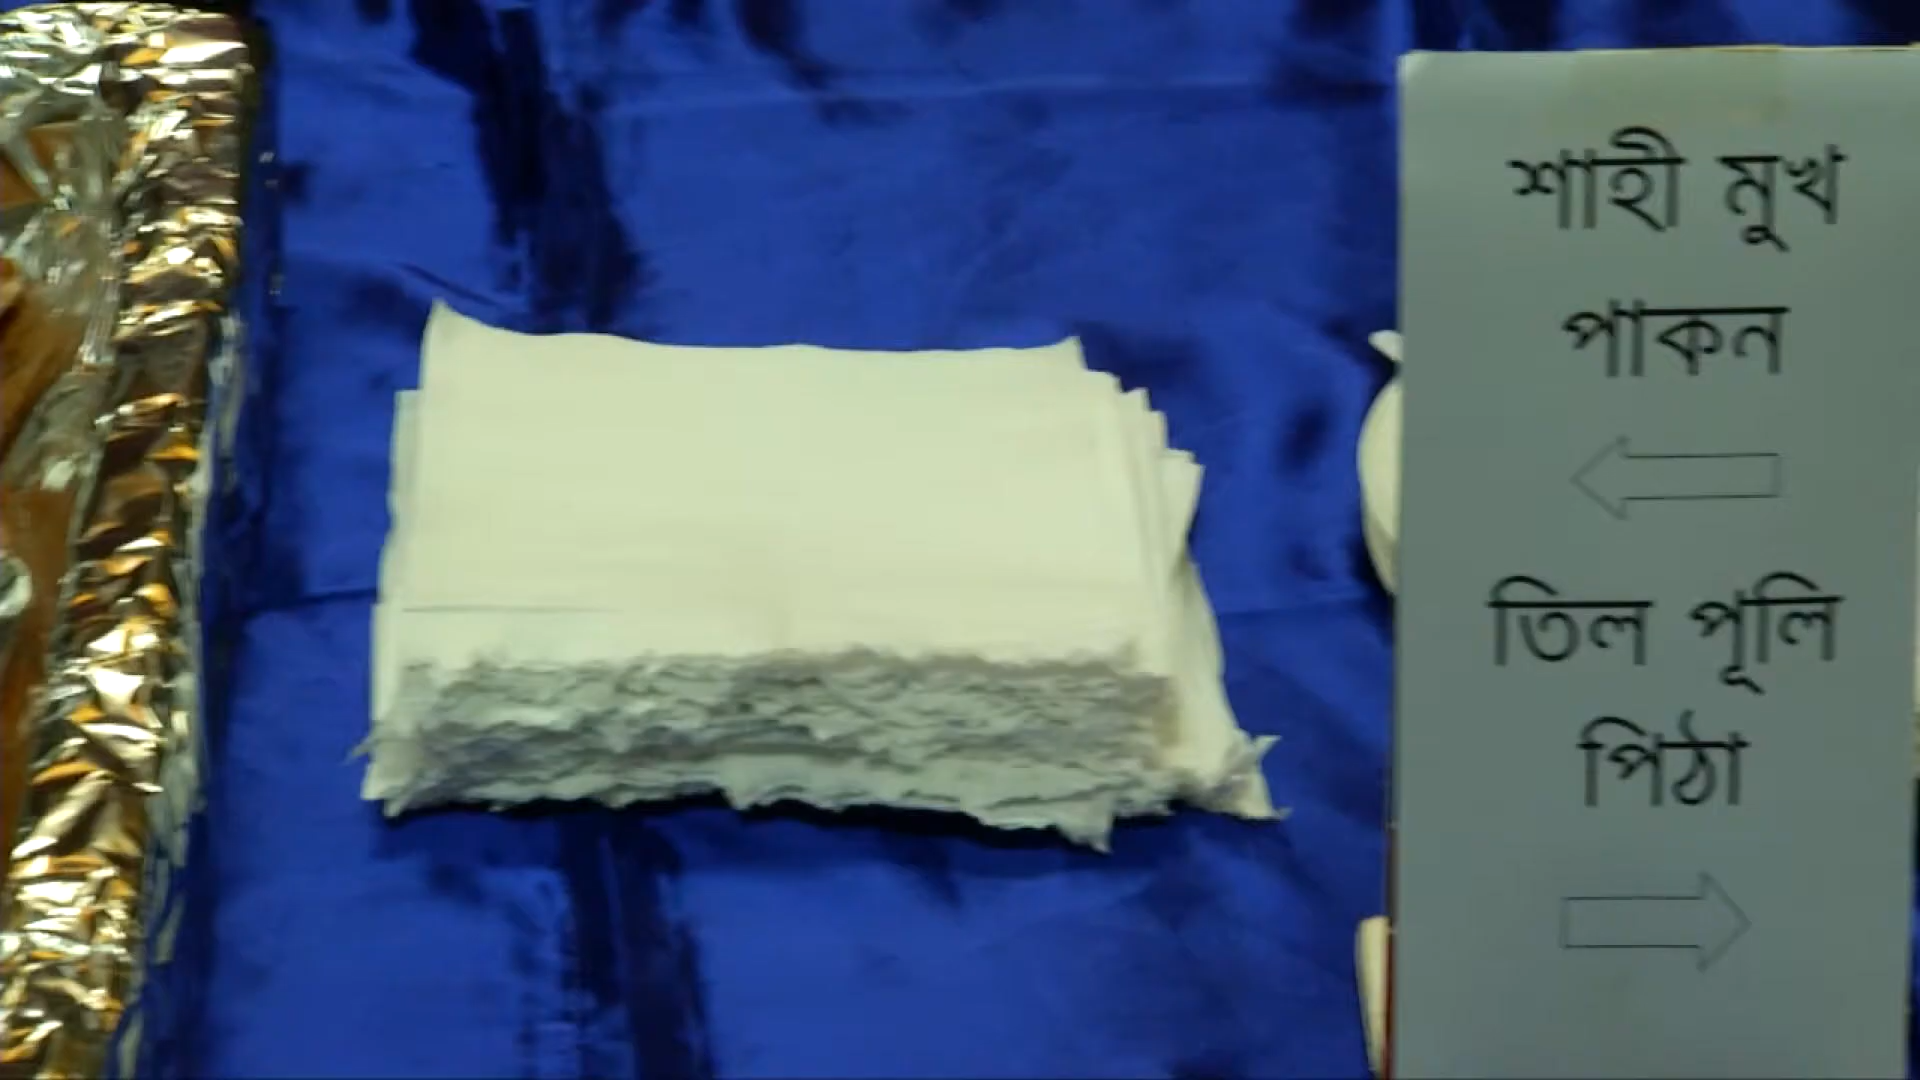 শাহী মুখ
পাকন
তিল পূলি
পিঠা